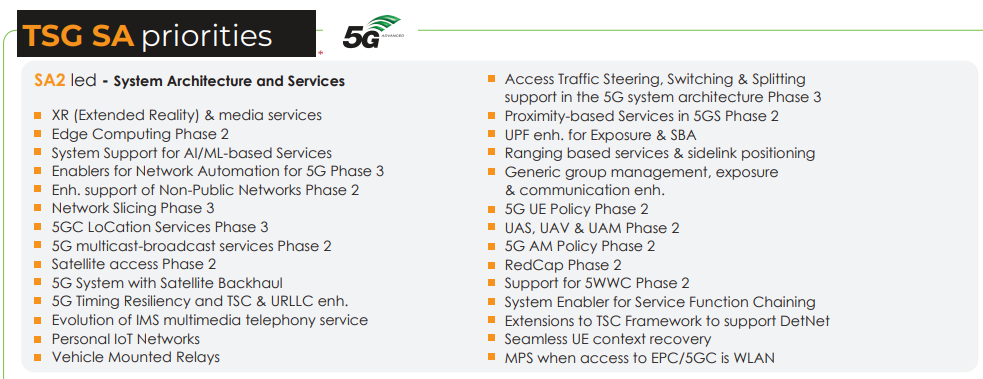 TSG SA priorities
*
5G ADVANCED
SA2 led - System Architecture and Services
XR (Extended Reality) & media services
Edge Computing Phase 2
System Support for AI/ML-based Services
Enablers for Network Automation for 5G Phase 3
Enh. support of Non-Public Networks Phase 2
Network Slicing Phase 3
5GC LoCation Services Phase 3
5G multicast-broadcast services Phase 2
Satellite access Phase 2
5G System with Satellite Backhaul
5G Timing Resiliency and TSC & URLLC enh.
Evolution of IMS multimedia telephony service
Personal IoT Networks
Vehicle Mounted Relays
Access Traffic Steering, Switching & Splitting
support in the 5G system architecture Phase 3
Proximity-based Services in 5GS Phase 2
UPF enh. for Exposure & SBA
Ranging based services & sidelink positioning
Generic group management, exposure
& communication enh.
5G UE Policy Phase 2
UAS, UAV & UAM Phase 2
5G AM Policy Phase 2
RedCap Phase 2
Support for 5WWC Phase 2
System Enabler for Service Function Chaining
Extensions to TSC Framework to support DetNet
Seamless UE context recovery
MPS when access to EPC/5GC is WLAN